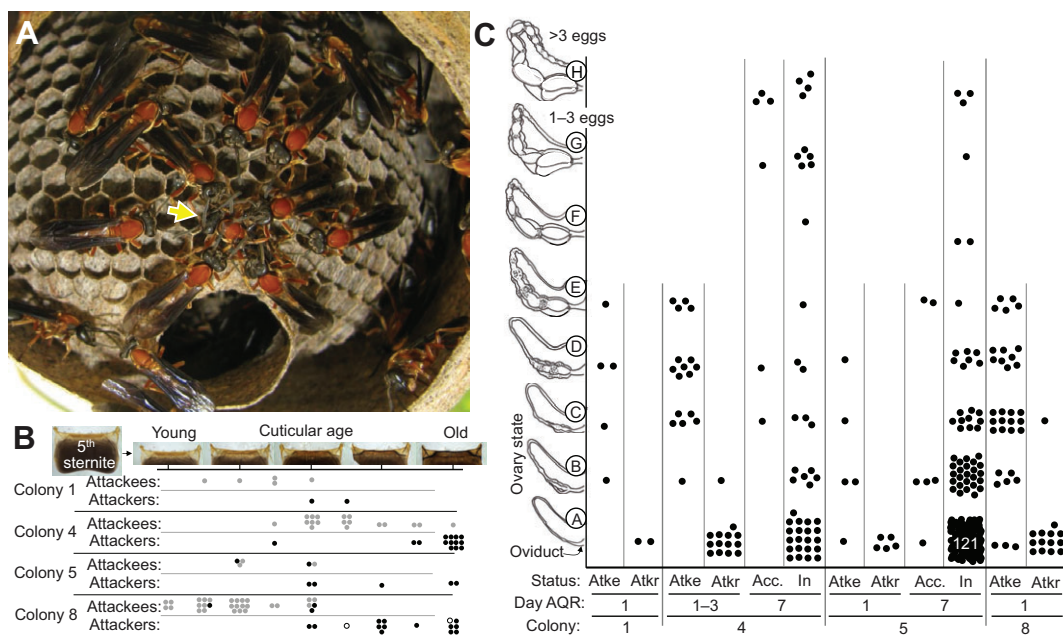 A
B
5th
sternite
Young
Cuticular age
Old
Colony 1
Attackees:
Attackers:
Colony 4
Attackees:
Attackers:
Colony 5
Attackees:
Attackers:
Colony 8
Attackees:
Attackers:
C
>3 eggs
H
1–3 eggs
G
F
E
D
C
B
A
Ovary state
Oviduct
121
Status: Atke Atkr Atke Atkr Acc. In Atke Atkr Acc. In Atke Atkr
Day AQR: 1 1–3 7 1 7 1
Colony: 1 4 5 8